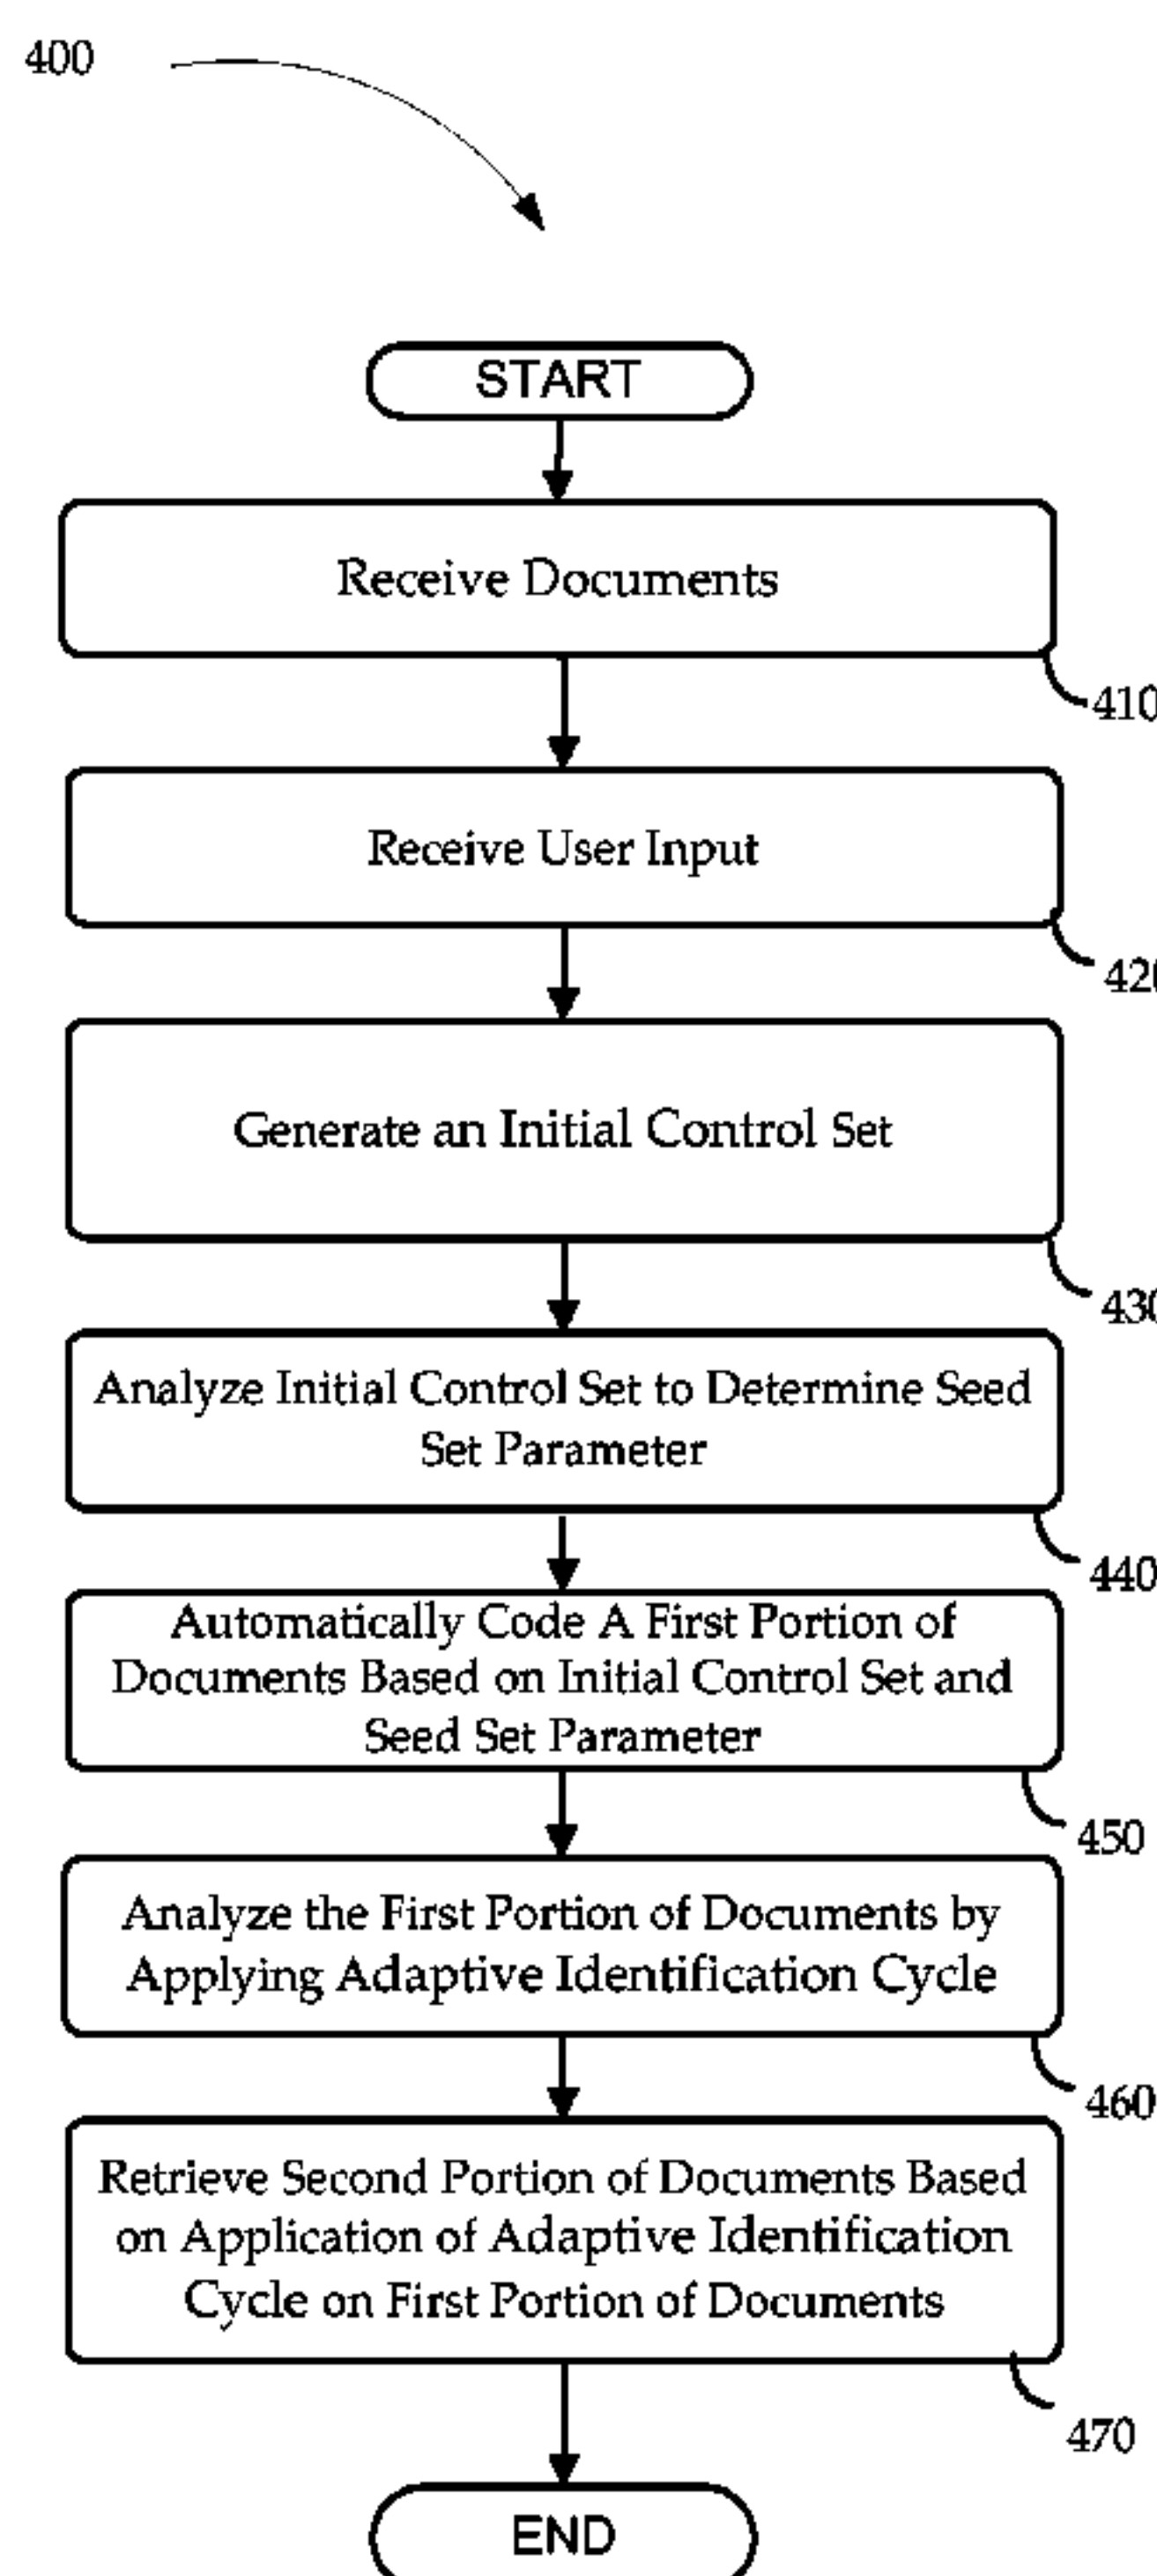 400
START
Receive Documents
410
Receive User Input
420
Generate an Initial Control Set
430
Analyze Initial Control Set to Determine Seed
Set Parameter
440
Automatically Code A First Portion of
Documents Based on Initial Control Set and
Seed Set Parameter
450
Analyze the First Portion of Documents by
Applying Adaptive Identification Cycle
460
Retrieve Second Portion of Documents Based
on Application of Adaptive Identification
Cycle on First Portion of Documents
470
END